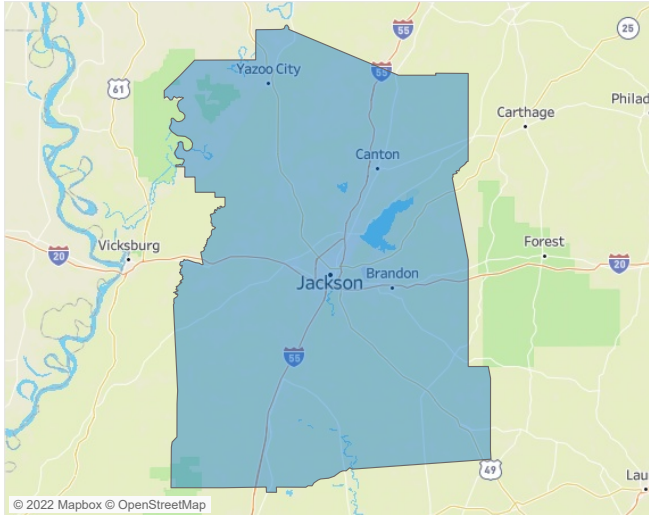 55
25
Yazoo City
55
61
Philad
Carthage
Canton
Vicksburg
Forest
20
Brandon
20
Jackson
55
49
Lau
© 2022 Mapbox © OpenStreetMap